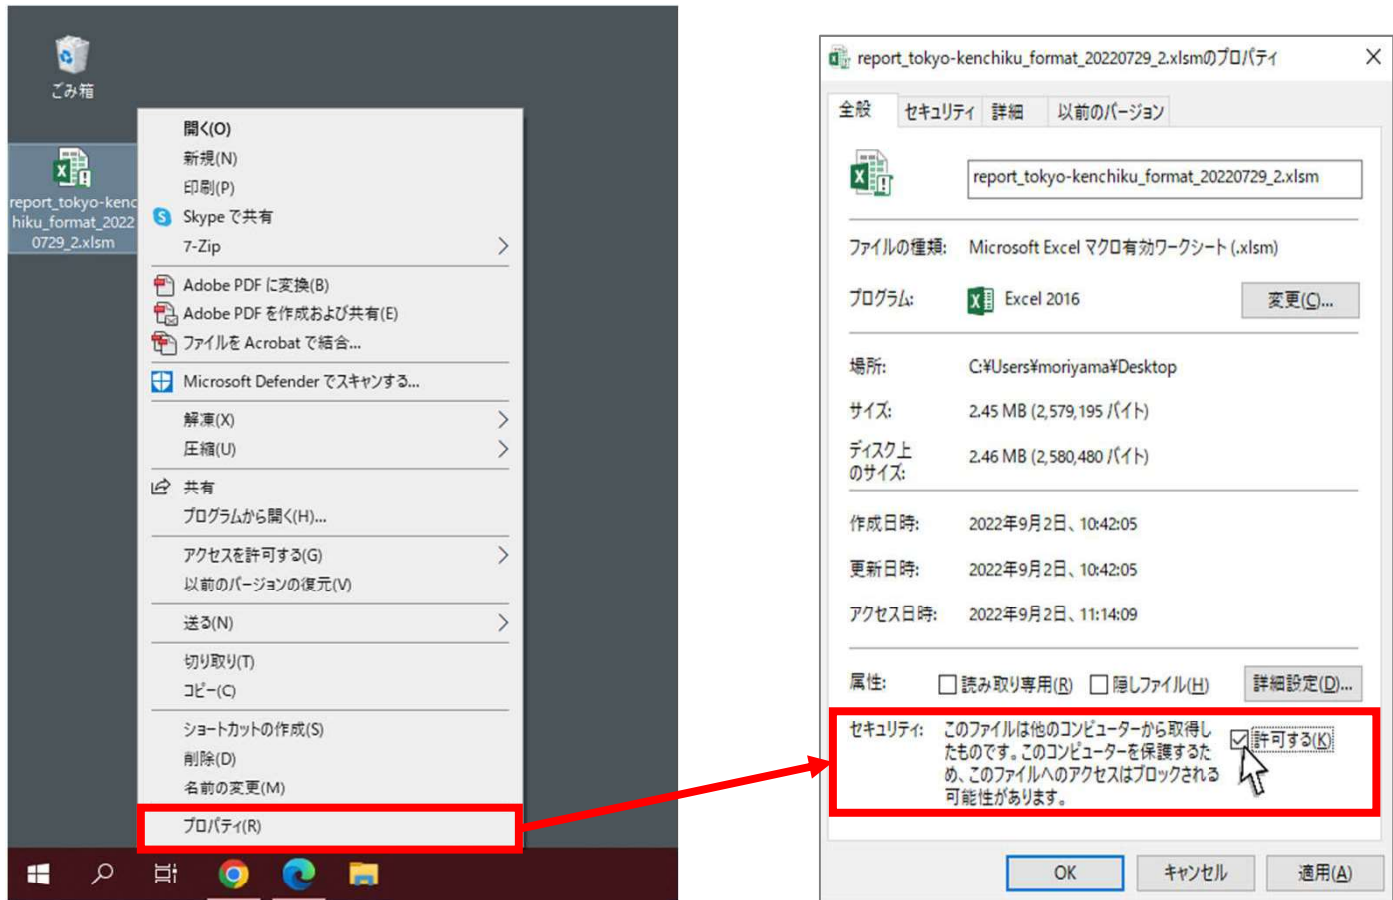 ごみ箱
report_tokyo-kenc
hiku_format_2022
0729_2.xlsm
開く(O)
新規(N)
印刷(P)
Skype で共有
7-Zip
Adobe PDF に変換(B)
Adobe PDF を作成および共有(E)
ファイルを Acrobat で結合...
Microsoft Defender でスキャンする...
解凍(X)
圧縮(U)
共有
プログラムから開く(H)...
アクセスを許可する(G)
以前のバージョンの復元(V)
送る(N)
切り取り(T)
コピー(C)
ショートカットの作成(S)
削除(D)
名前の変更(M)
プロパティ(R)
report_tokyo-kenchiku_format_20220729_2.xlsmのプロパティ
全般 セキュリティ 詳細 以前のバージョン
report_tokyo-kenchiku_format_20220729_2.xlsm
ファイルの種類: Microsoft Excel マクロ有効ワークシート (.xlsm)
プログラム: Excel 2016 変更(C)...
場所: C:¥Users¥moriyama¥Desktop
サイズ: 2.45 MB (2,579,195 バイト)
ディスク上
のサイズ: 2.46 MB (2,580,480 バイト)
作成日時: 2022年9月2日、10:42:05
更新日時: 2022年9月2日、10:42:05
アクセス日時: 2022年9月2日、11:14:09
属性: 読み取り専用(R) 隠しファイル(H) 詳細設定(D)...
セキュリティ: このファイルは他のコンピューターから取得し
たものです。このコンピューターを保護するた
め、このファイルへのアクセスはブロックされる
可能性があります。
許可する(K)
OK キャンセル 適用(A)